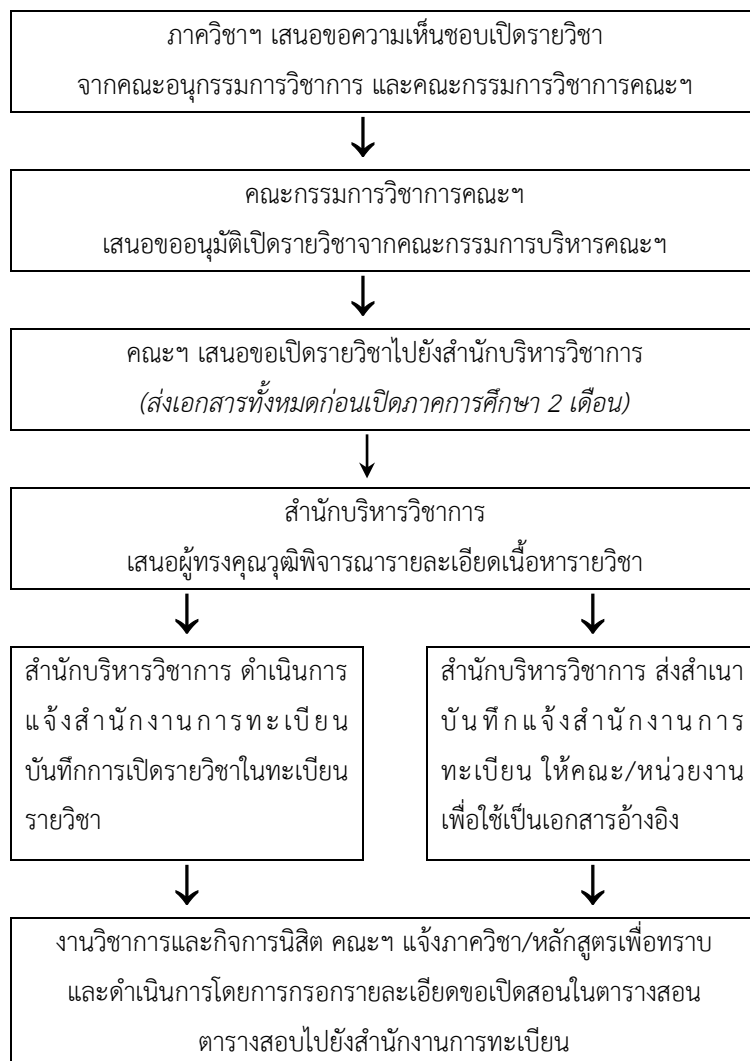 ภาควิชาฯ เสนอขอความเห็นชอบเปิดรายวิชา
จากคณะอนุกรรมการวิชาการ และคณะกรรมการวิชาการคณะฯ
คณะกรรมการวิชาการคณะฯ
เสนอขออนุมัติเปิดรายวิชาจากคณะกรรมการบริหารคณะฯ
คณะฯ เสนอขอเปิดรายวิชาไปยังสำนักบริหารวิชาการ
(ส่งเอกสารทั้งหมดก่อนเปิดภาคการศึกษา 2 เดือน)
สำนักบริหารวิชาการ
เสนอผู้ทรงคุณวุฒิพิจารณารายละเอียดเนื้อหารายวิชา
สำนักบริหารวิชาการ ดำเนินการ
แจ้งสำนักงานการทะเบียน
บันทึกการเปิดรายวิชาในทะเบียน
รายวิชา
สำนักบริหารวิชาการ ส่งสำเนา
บันทึกแจ้งสำนักงานการ
ทะเบียน ให้คณะ/หน่วยงาน
เพื่อใช้เป็นเอกสารอ้างอิง
งานวิชาการและกิจการนิสิต คณะฯ แจ้งภาควิชา/หลักสูตรเพื่อทราบ
และดำเนินการโดยการกรอกรายละเอียดขอเปิดสอนในตารางสอน
ตารางสอบไปยังสำนักงานการทะเบียน